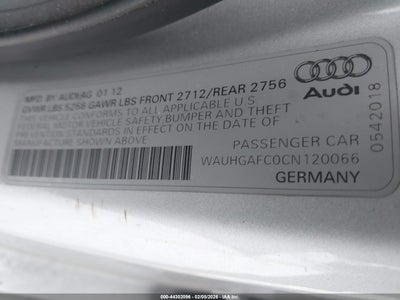 MFD. BY AUDI AG 01 12
GVWR LBS 5258 GAWR LBS FRONT 2712/REAR 2756
THIS VEHICLE CONFORMS TO ALL APPLICABLE U.S
FEDERAL MOTOR VEHICLE SAFETY, BUMPER AND THEFT
PREVENTION STANDARDS IN EFFECT ON THE DATE OF
MANUFACTURE SHOWN ABOVE.
Audi
PASSENGER CAR
WAUHGAFC0CN120066
GERMANY
0542018
000-44302096 - 02/09/2026 - IAAI.COM